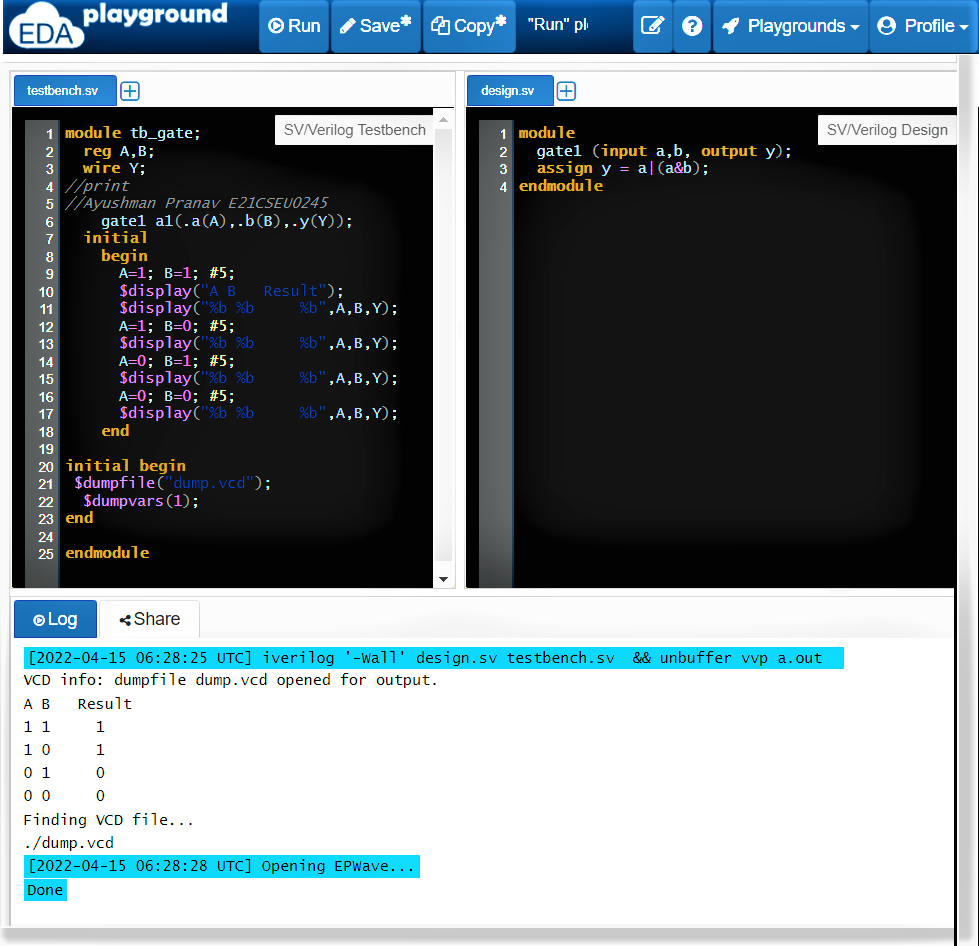 EDA playground
Run Save* Copy* "Run" pl Playgrounds Profile
testbench.sv
SV/Verilog Testbench
1 module tb_gate;
2   reg A,B;
3   wire Y;
4 //print
5 //Ayushman Pranav E21CSEU0245
6     gate1 a1(.a(A),.b(B),.y(Y));
7   initial
8     begin
9       A=1; B=1; #5;
10       $display("A B   Result");
11       $display("%b %b     %b",A,B,Y);
12       A=1; B=0; #5;
13       $display("%b %b     %b",A,B,Y);
14       A=0; B=1; #5;
15       $display("%b %b     %b",A,B,Y);
16       A=0; B=0; #5;
17       $display("%b %b     %b",A,B,Y);
18     end
19
20 initial begin
21  $dumpfile("dump.vcd");
22   $dumpvars(1);
23 end
24
25 endmodule
design.sv
SV/Verilog Design
1 module
2   gate1 (input a,b, output y);
3   assign y = a|(a&b);
4 endmodule
Log Share
[2022-04-15 06:28:25 UTC] iverilog '-Wall' design.sv testbench.sv  && unbuffer vvp a.out
VCD info: dumpfile dump.vcd opened for output.
A B   Result
1 1     1
1 0     1
0 1     0
0 0     0
Finding VCD file...
./dump.vcd
[2022-04-15 06:28:28 UTC] Opening EPWave...
Done